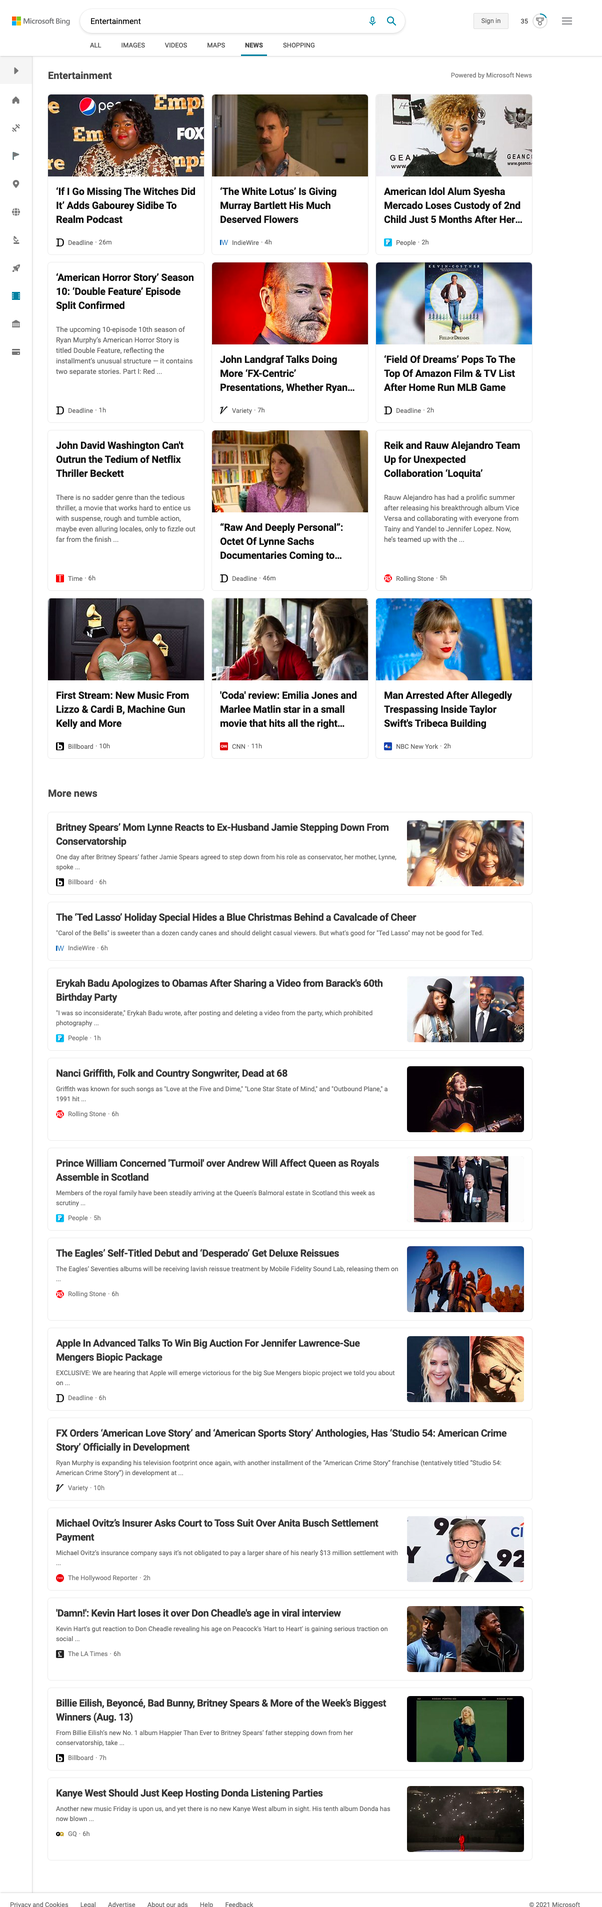 Microsoft Bing
Entertainment
Sign in
35
ALL
IMAGES
VIDEOS
MAPS
NEWS
SHOPPING
Entertainment
Powered by Microsoft News
'If I Go Missing The Witches Did
It' Adds Gabourey Sidibe To
Realm Podcast
Deadline · 26m
'The White Lotus' Is Giving
Murray Bartlett His Much
Deserved Flowers
IndieWire · 4h
American Idol Alum Syesha
Mercado Loses Custody of 2nd
Child Just 5 Months After Her...
People · 2h
'American Horror Story' Season
10: 'Double Feature' Episode
Split Confirmed
The upcoming 10-episode 10th season of
Ryan Murphy's American Horror Story is
titled Double Feature, reflecting the
installment's unusual structure — it contains
two separate stories. Part I: Red ...
Deadline · 1h
John Landgraf Talks Doing
More 'FX-Centric'
Presentations, Whether Ryan...
Variety · 7h
'Field Of Dreams' Pops To The
Top Of Amazon Film & TV List
After Home Run MLB Game
Deadline · 2h
John David Washington Can't
Outrun the Tedium of Netflix
Thriller Beckett
There is no sadder genre than the tedious
thriller, a movie that works hard to entice us
with suspense, rough and tumble action,
maybe even alluring locales, only to fizzle out
far from the finish ...
Time · 6h
"Raw And Deeply Personal":
Octet Of Lynne Sachs
Documentaries Coming to...
Deadline · 46m
Reik and Rauw Alejandro Team
Up for Unexpected
Collaboration 'Loquita'
Rauw Alejandro has had a prolific summer
after releasing his breakthrough album Vice
Versa and collaborating with everyone from
Tainy and Yandel to Jennifer Lopez. Now,
he's teamed up with the ...
Rolling Stone · 5h
First Stream: New Music From
Lizzo & Cardi B, Machine Gun
Kelly and More
Billboard · 10h
'Coda' review: Emilia Jones and
Marlee Matlin star in a small
movie that hits all the right...
CNN · 11h
Man Arrested After Allegedly
Trespassing Inside Taylor
Swift's Tribeca Building
NBC New York · 2h
More news
Britney Spears' Mom Lynne Reacts to Ex-Husband Jamie Stepping Down From
Conservatorship
One day after Britney Spears' father Jamie Spears agreed to step down from his role as conservator, her mother, Lynne,
spoke ...
Billboard · 6h
The 'Ted Lasso' Holiday Special Hides a Blue Christmas Behind a Cavalcade of Cheer
"Carol of the Bells" is sweeter than a dozen candy canes and should delight casual viewers. But what's good for "Ted Lasso" may not be good for Ted.
IndieWire · 6h
Erykah Badu Apologizes to Obamas After Sharing a Video from Barack's 60th
Birthday Party
"I was so inconsiderate," Erykah Badu wrote, after posting and deleting a video from the party, which prohibited
photography ...
People · 1h
Nanci Griffith, Folk and Country Songwriter, Dead at 68
Griffith was known for such songs as "Love at the Five and Dime," "Lone Star State of Mind," and "Outbound Plane," a
1991 hit ...
Rolling Stone · 6h
Prince William Concerned 'Turmoil' over Andrew Will Affect Queen as Royals
Assemble in Scotland
Members of the royal family have been steadily arriving at the Queen's Balmoral estate in Scotland this week as
scrutiny ...
People · 5h
The Eagles' Self-Titled Debut and 'Desperado' Get Deluxe Reissues
The Eagles' Seventies albums will be receiving lavish reissue treatment by Mobile Fidelity Sound Lab, releasing them on
...
Rolling Stone · 6h
Apple In Advanced Talks To Win Big Auction For Jennifer Lawrence-Sue
Mengers Biopic Package
EXCLUSIVE: We are hearing that Apple will emerge victorious for the big Sue Mengers biopic project we told you about
on ...
Deadline · 6h
FX Orders 'American Love Story' and 'American Sports Story' Anthologies, Has 'Studio 54: American Crime
Story' Officially in Development
Ryan Murphy is expanding his television footprint once again, with another installment of the "American Crime Story" franchise (tentatively titled "Studio 54:
American Crime Story") in development at ...
Variety · 10h
Michael Ovitz's Insurer Asks Court to Toss Suit Over Anita Busch Settlement
Payment
Michael Ovitz's insurance company says it's not obligated to pay a larger share of his nearly $13 million settlement with
...
The Hollywood Reporter · 2h
'Damn!': Kevin Hart loses it over Don Cheadle's age in viral interview
Kevin Hart's gut reaction to Don Cheadle revealing his age on Peacock's 'Hart to Heart' is gaining serious traction on
social ...
The LA Times · 6h
Billie Eilish, Beyoncé, Bad Bunny, Britney Spears & More of the Week's Biggest
Winners (Aug. 13)
From Billie Eilish's new No. 1 album Happier Than Ever to Britney Spears' father stepping down from her
conservatorship, take ...
Billboard · 7h
Kanye West Should Just Keep Hosting Donda Listening Parties
Another new music Friday is upon us, and yet there is no new Kanye West album in sight. His tenth album Donda has
now blown ...
GQ · 6h
Privacy and Cookies
Legal
Advertise
About our ads
Help
Feedback
© 2021 Microsoft